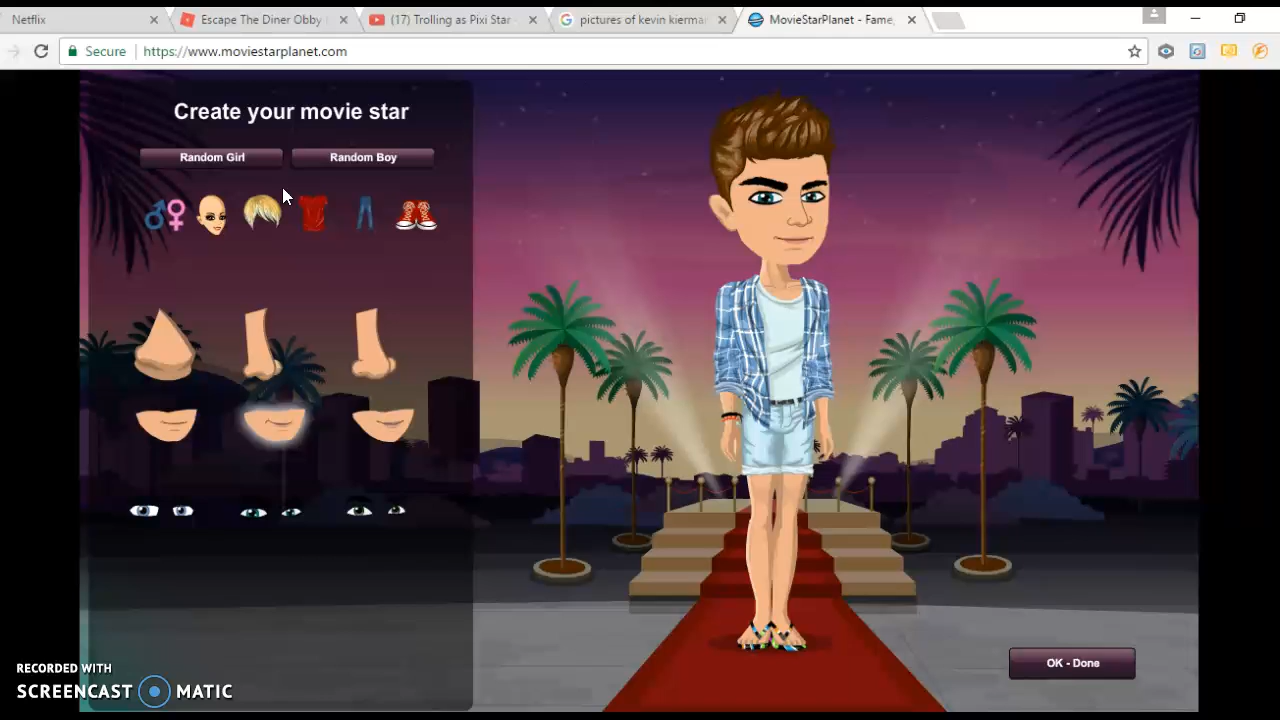 Netflix
Escape The Diner Obby
(17) Trolling as Pixi Star
pictures of kevin kierma
MovieStarPlanet - Fame,
Secure
https://www.moviestarplanet.com
Create your movie star
Random Girl
Random Boy
OK - Done
RECORDED WITH
SCREENCAST MATIC